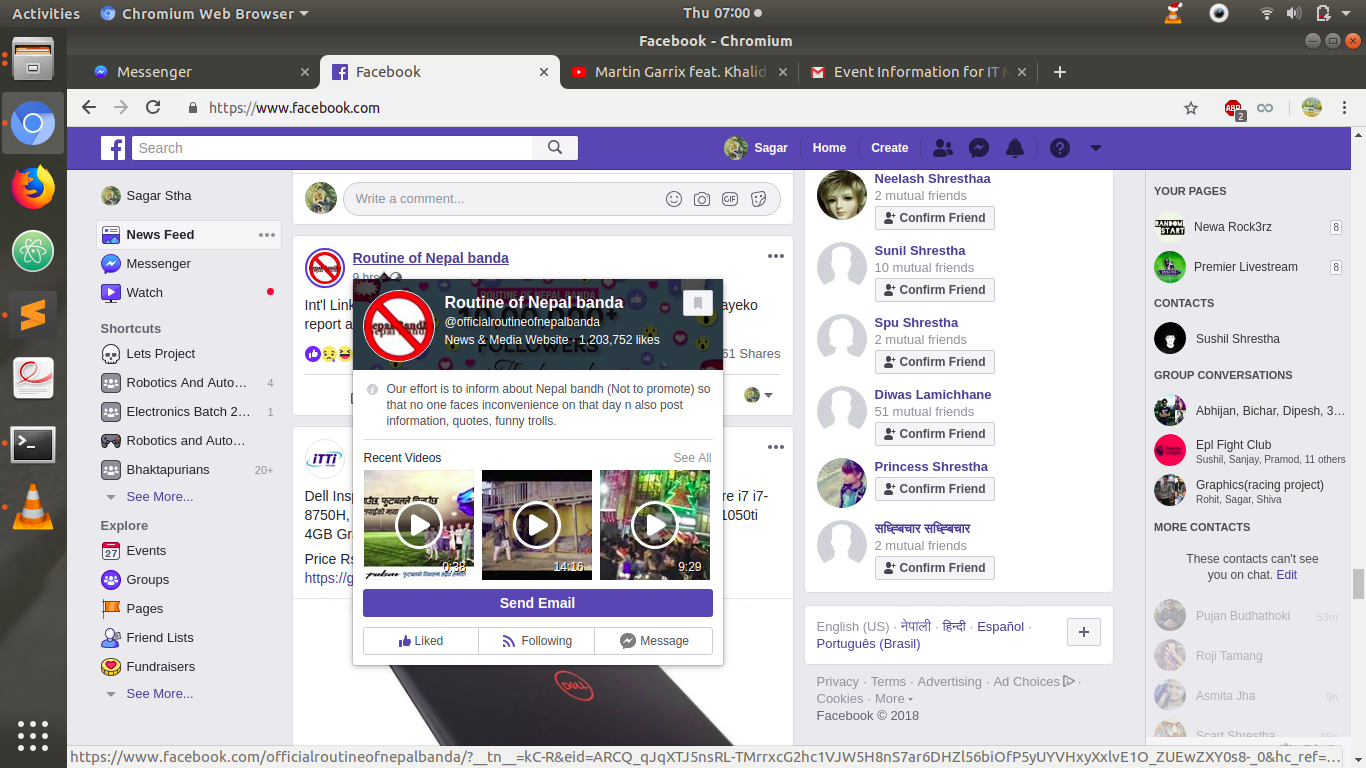 Activities
Chromium Web Browser
Thu 07:00
Facebook - Chromium
Messenger
Facebook
Martin Garrix feat. Khalid
Event Information for IT
https://www.facebook.com
ABP
2
Search
Sagar
Home
Create
Sagar Stha
News Feed
Messenger
Watch
Shortcuts
Lets Project
Robotics And Auto... 4
Electronics Batch 2... 1
Robotics and Auto...
Bhaktapurians 20+
See More...
Explore
27 Events
Groups
Pages
Friend Lists
Fundraisers
See More...
Write a comment...
GIF
Routine of Nepal banda
9 hrs
Int'l Link
ayeko
report a
61 Shares
Routine of Nepal banda
@officialroutineofnepalbanda
News & Media Website · 1,203,752 likes
Our effort is to inform about Nepal bandh (Not to promote) so
that no one faces inconvenience on that day n also post
information, quotes, funny trolls.
Recent Videos
See All
0:38
14:16
9:29
Send Email
Liked
Following
Message
iTTi
Dell Insp
re i7 i7-
8750H,
1050ti
4GB Gra
Price Rs
https://g
DELL
Neelash Shresthaa
2 mutual friends
Confirm Friend
Sunil Shrestha
10 mutual friends
Confirm Friend
Spu Shrestha
2 mutual friends
Confirm Friend
Diwas Lamichhane
51 mutual friends
Confirm Friend
Princess Shrestha
Confirm Friend
2 mutual friends
Confirm Friend
English (US) · नेपाली · हिन्दी · Español ·
Português (Brasil)
Privacy · Terms · Advertising · Ad Choices ·
Cookies · More
Facebook © 2018
YOUR PAGES
RANDOM START
Newa Rock3rz 8
Premier Livestream 8
CONTACTS
Sushil Shrestha
GROUP CONVERSATIONS
Abhijan, Bichar, Dipesh, 3...
Epl Fight Club
Sushil, Sanjay, Pramod, 11 others
Graphics(racing project)
Rohit, Sagar, Shiva
MORE CONTACTS
These contacts can't see
you on chat. Edit
Pujan Budhathoki 53m
Roji Tamang
Asmita Jha 9h
Scart Shrestha 15h
https://www.facebook.com/officialroutineofnepalbanda/?__tn__=kC-R&eid=ARCQ_qJqXTJ5nsRL-TMrrxcG2hc1VJW5H8nS7ar6DHZl56biOfP5yUYVHxyXxlvE1O_ZUEwZXY0s8-_0&hc_ref=...